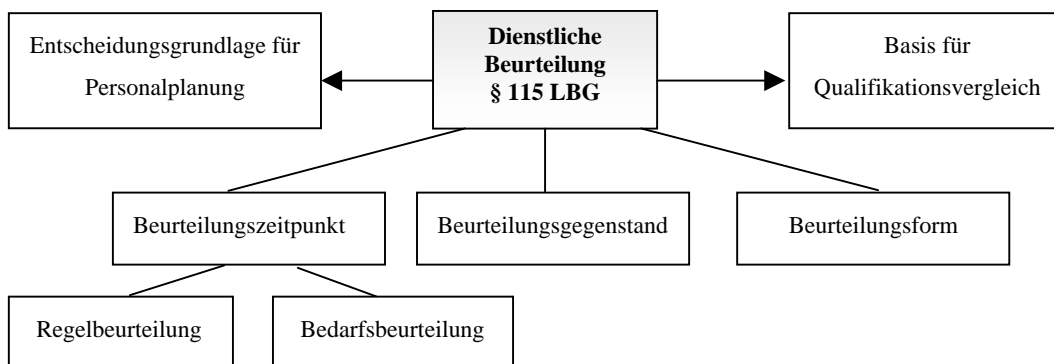 Entscheidungsgrundlage für
Personalplanung
Dienstliche
Beurteilung
§ 115 LBG
Basis für
Qualifikationsvergleich
Beurteilungszeitpunkt
Beurteilungsgegenstand
Beurteilungsform
Regelbeurteilung
Bedarfsbeurteilung